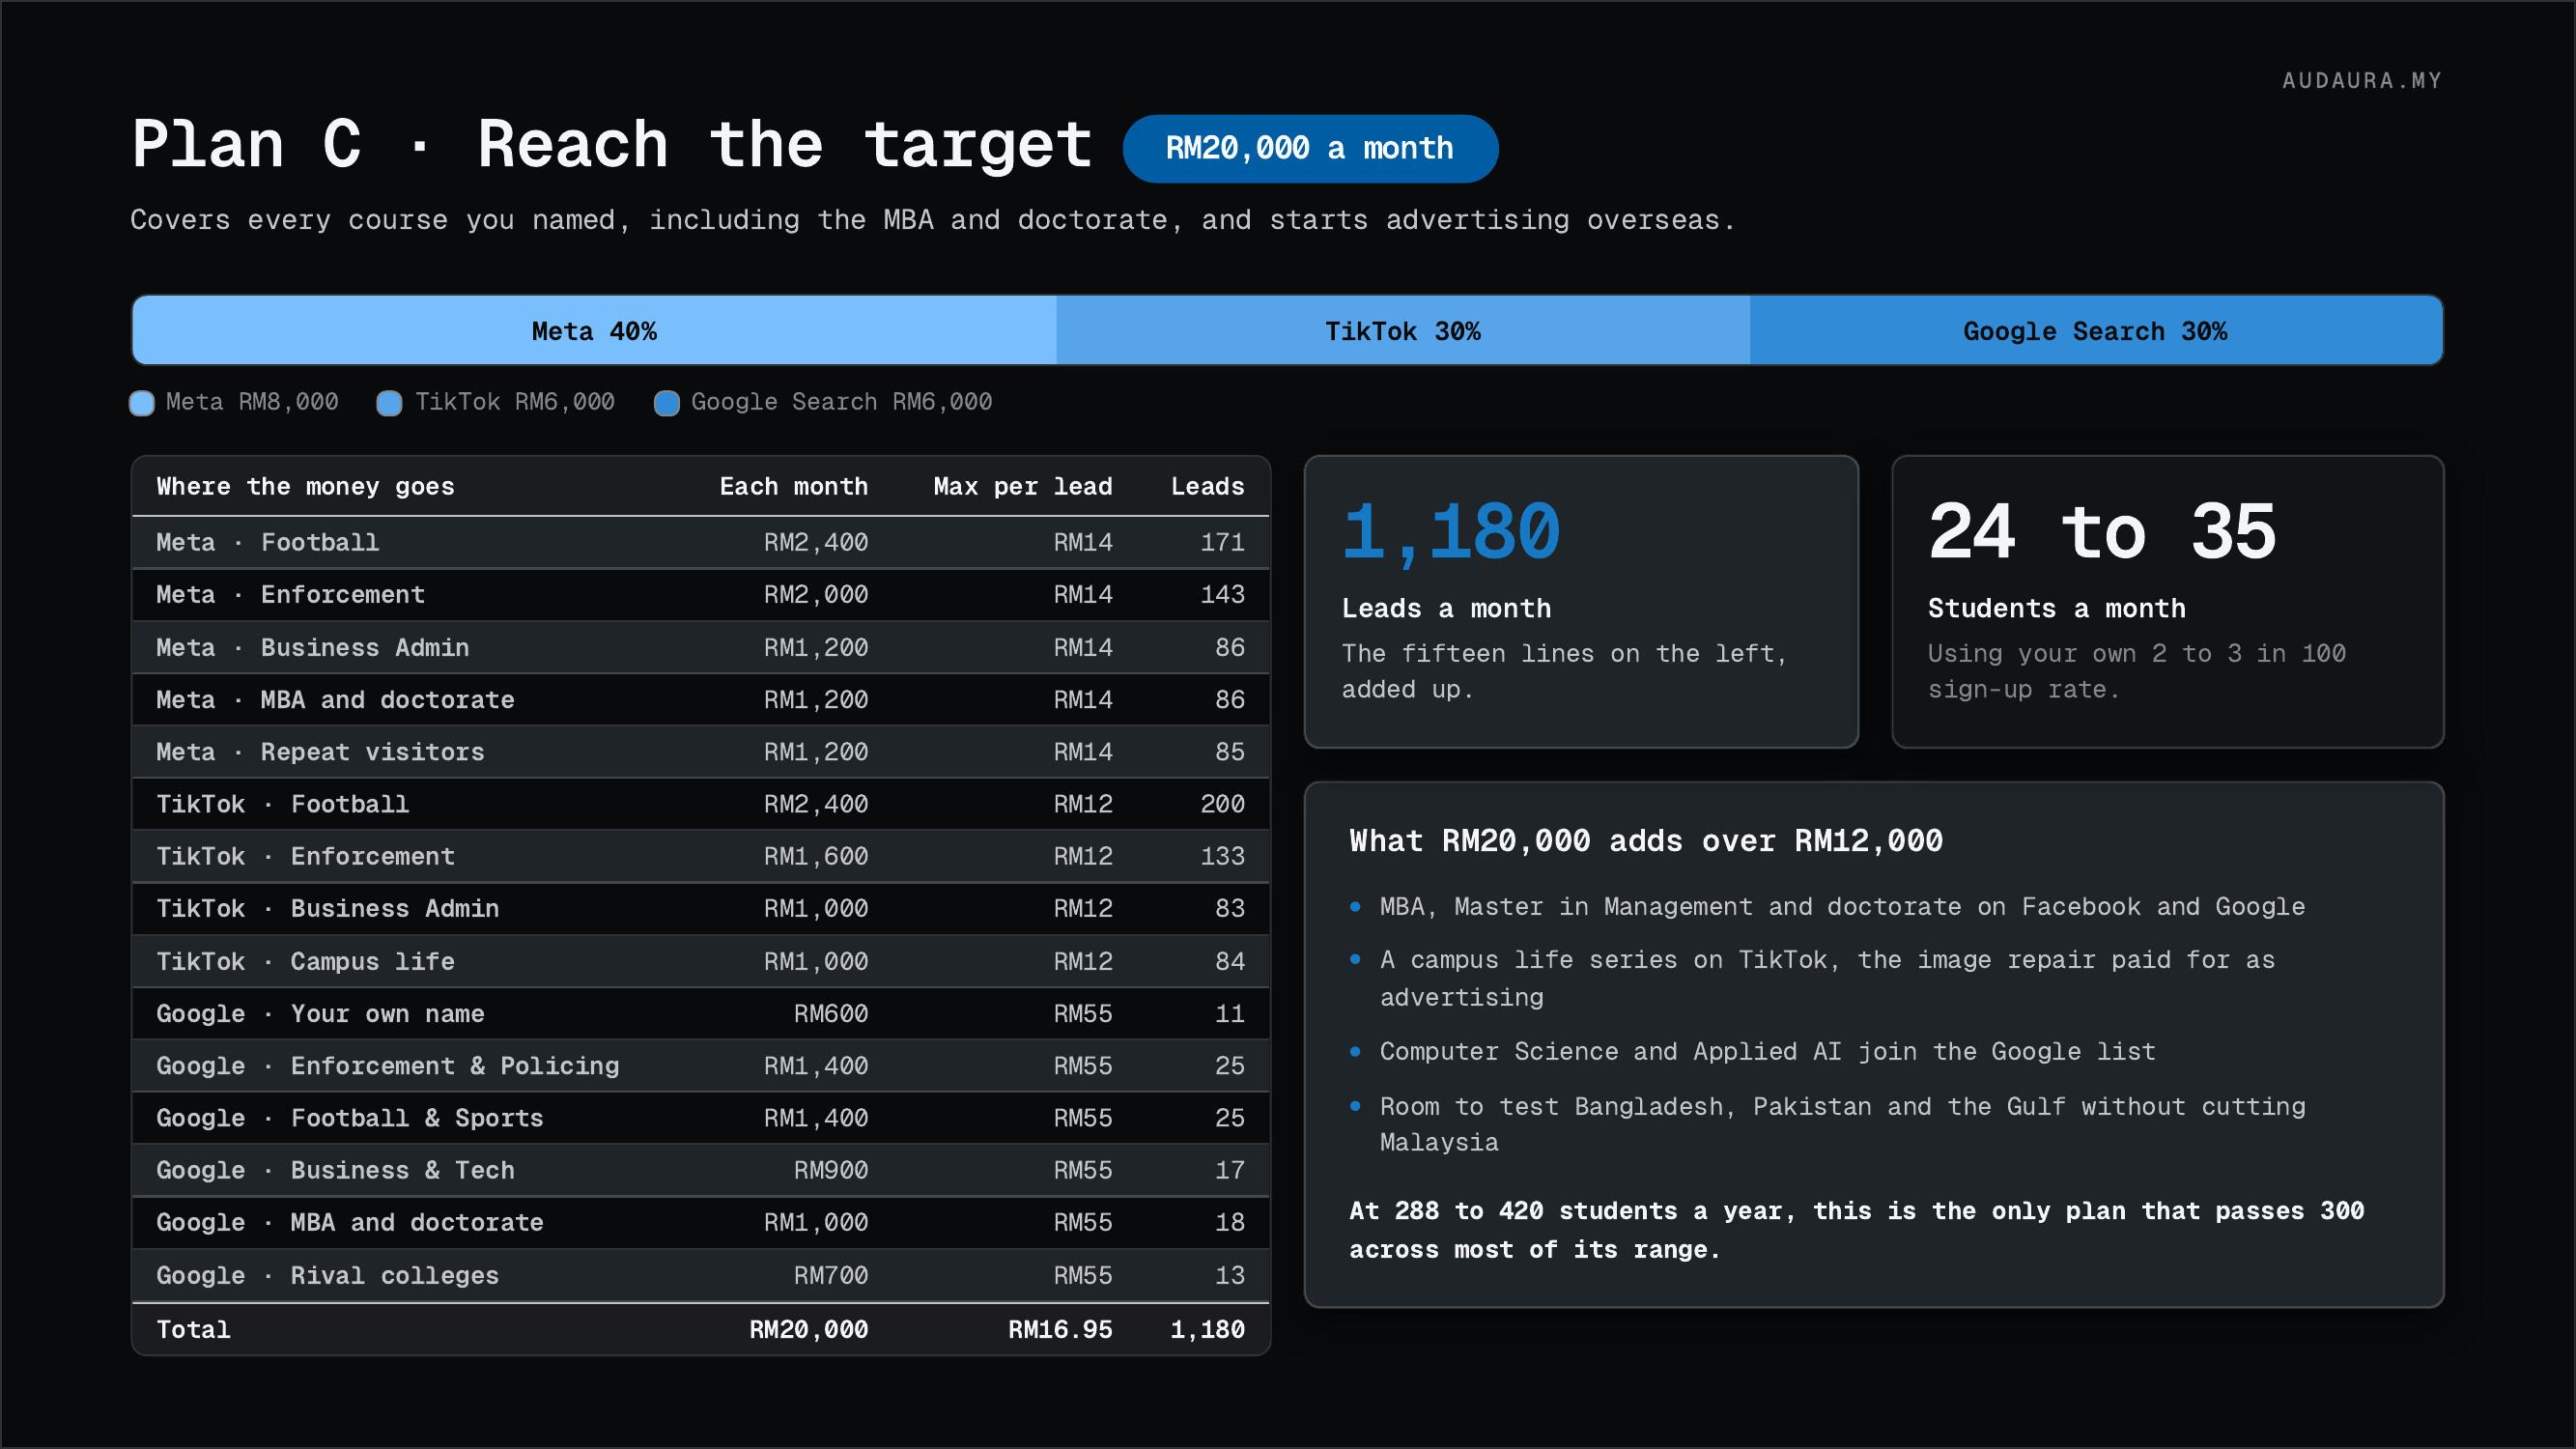 AUDAURA.MY
Plan C · Reach the target
RM20,000 a month
Covers every course you named, including the MBA and doctorate, and starts advertising overseas.
Meta 40%
TikTok 30%
Google Search 30%
Meta RM8,000
TikTok RM6,000
Google Search RM6,000
Where the money goes Each month Max per lead Leads
Meta · Football RM2,400 RM14 171
Meta · Enforcement RM2,000 RM14 143
Meta · Business Admin RM1,200 RM14 86
Meta · MBA and doctorate RM1,200 RM14 86
Meta · Repeat visitors RM1,200 RM14 85
TikTok · Football RM2,400 RM12 200
TikTok · Enforcement RM1,600 RM12 133
TikTok · Business Admin RM1,000 RM12 83
TikTok · Campus life RM1,000 RM12 84
Google · Your own name RM600 RM55 11
Google · Enforcement & Policing RM1,400 RM55 25
Google · Football & Sports RM1,400 RM55 25
Google · Business & Tech RM900 RM55 17
Google · MBA and doctorate RM1,000 RM55 18
Google · Rival colleges RM700 RM55 13
Total RM20,000 RM16.95 1,180
1,180
Leads a month
The fifteen lines on the left,
added up.
24 to 35
Students a month
Using your own 2 to 3 in 100
sign-up rate.
What RM20,000 adds over RM12,000
• MBA, Master in Management and doctorate on Facebook and Google
• A campus life series on TikTok, the image repair paid for as
advertising
• Computer Science and Applied AI join the Google list
• Room to test Bangladesh, Pakistan and the Gulf without cutting
Malaysia
At 288 to 420 students a year, this is the only plan that passes 300
across most of its range.